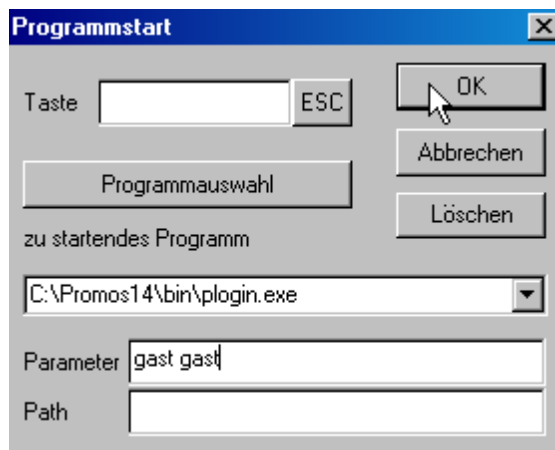 Programmstart
Taste ESC OK
Abbrechen
Programmauswahl
Löschen
zu startendes Programm
C:\Promos14\bin\plogin.exe
Parameter gast gast
Path